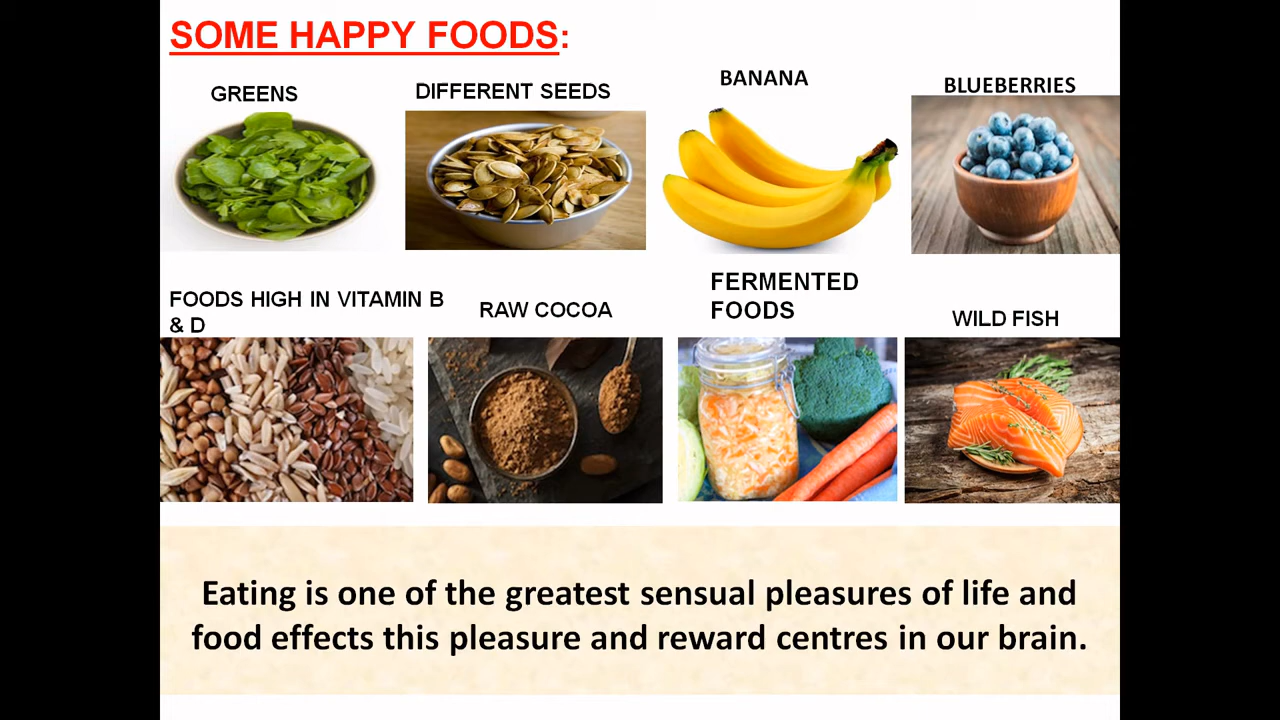 SOME HAPPY FOODS:
GREENS
DIFFERENT SEEDS
BANANA
BLUEBERRIES
FOODS HIGH IN VITAMIN B
& D
RAW COCOA
FERMENTED
FOODS
WILD FISH
Eating is one of the greatest sensual pleasures of life and
food effects this pleasure and reward centres in our brain.